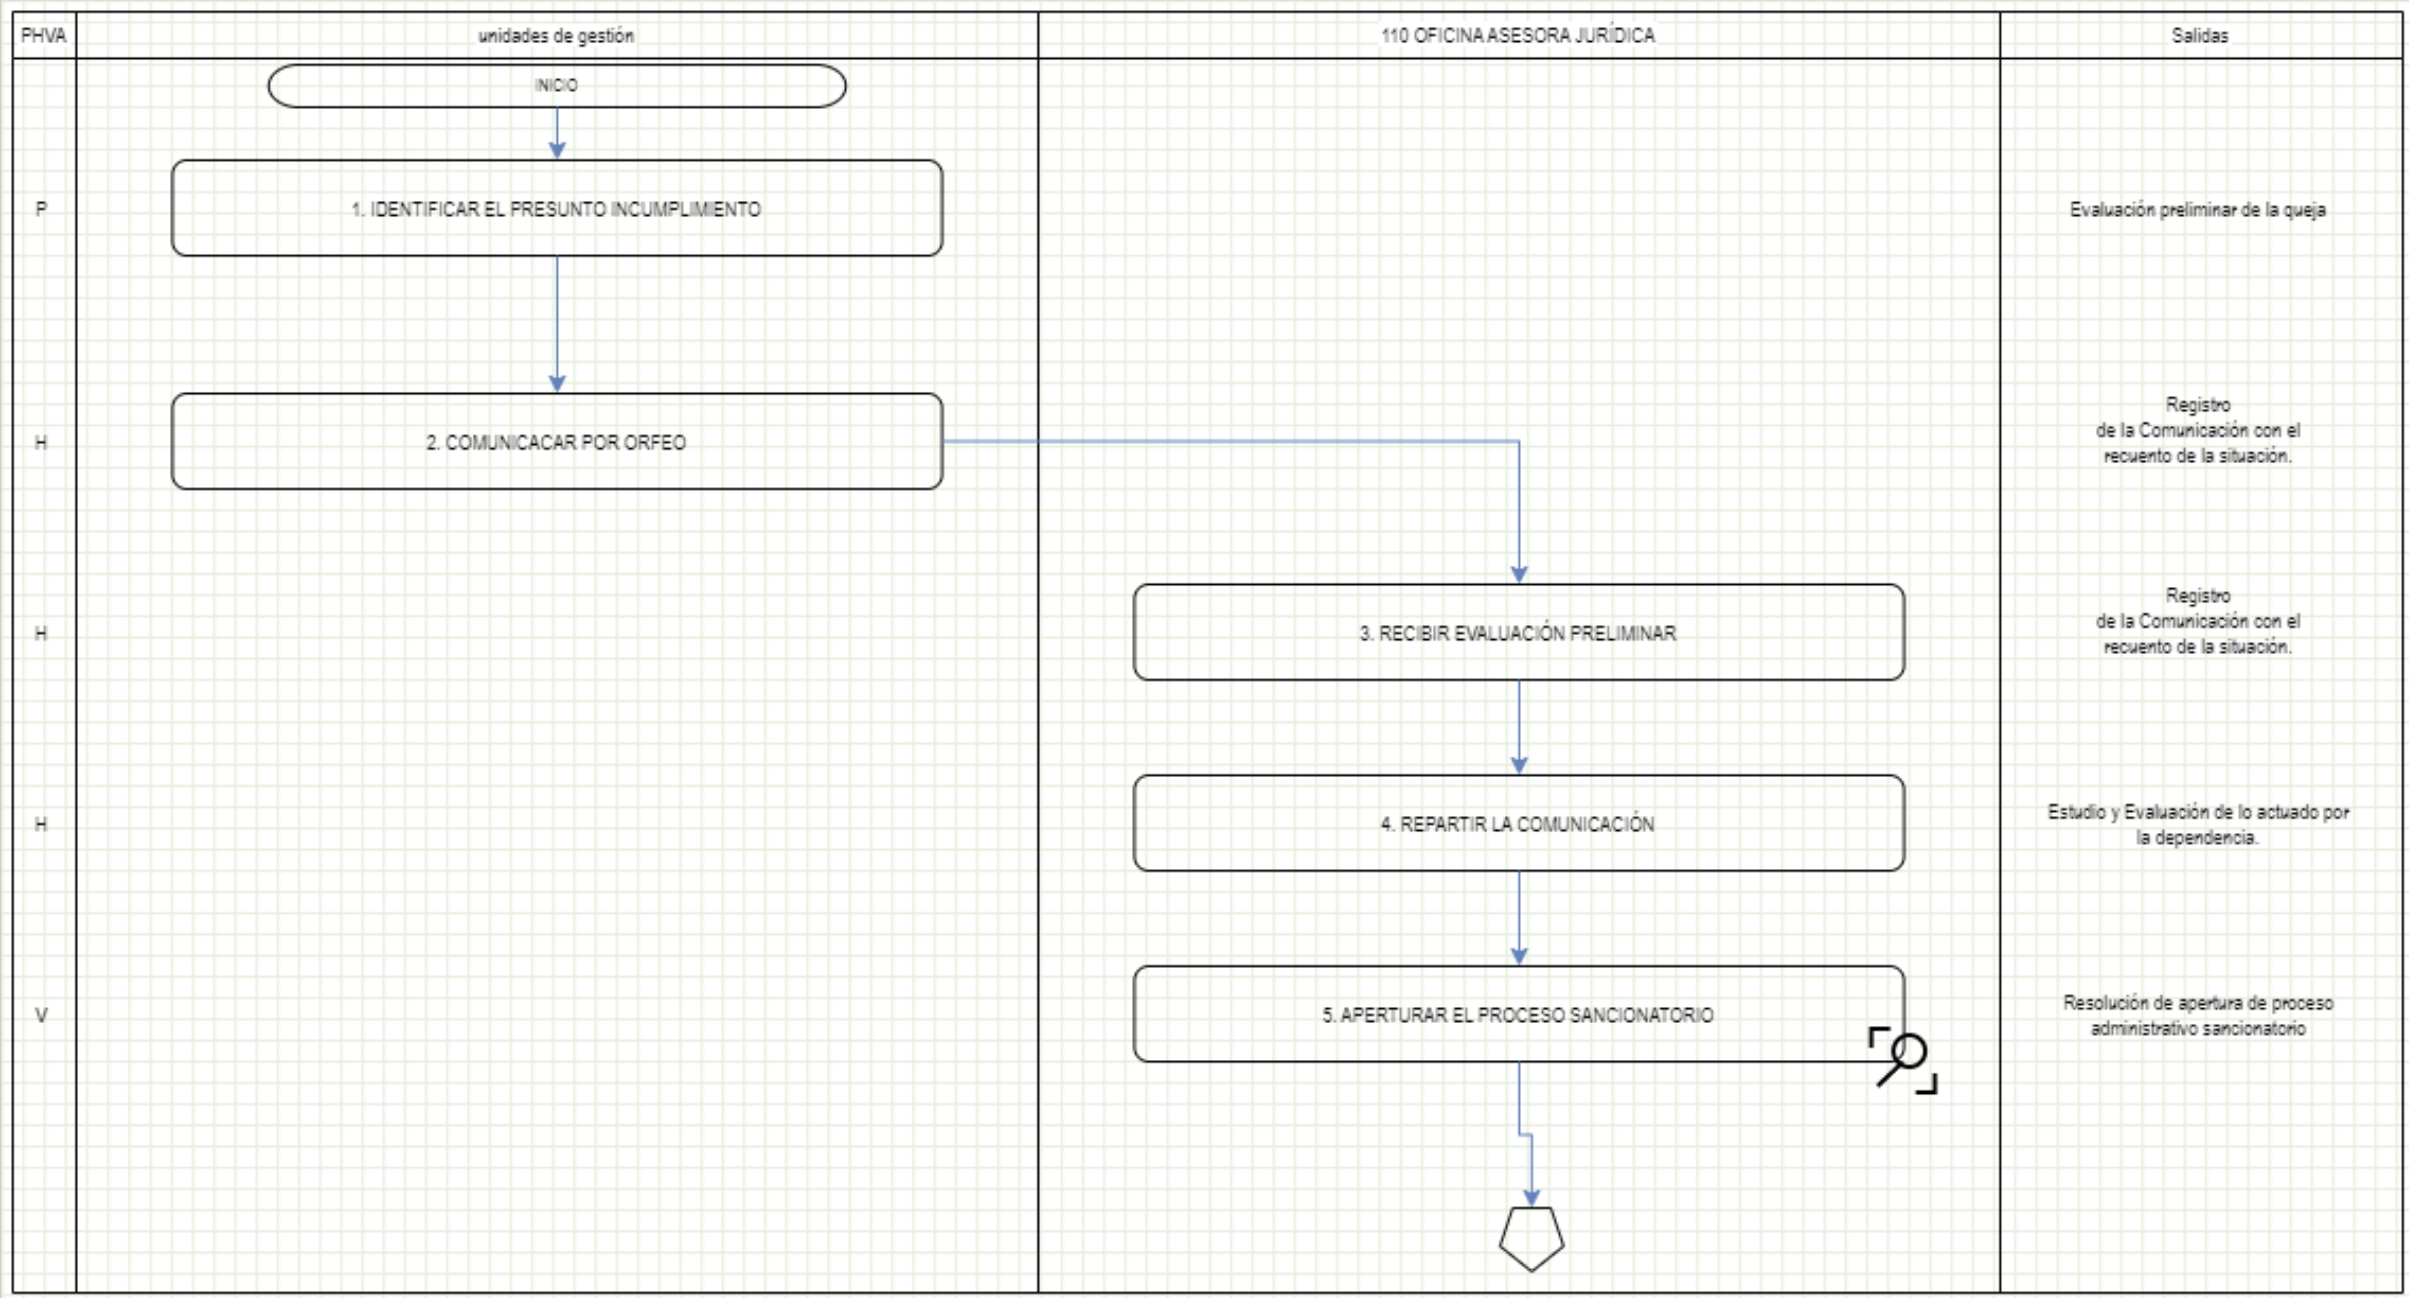 PHVA
unidades de gestión
110 OFICINA ASESORA JURÍDICA
Salidas
INICIO
P
1. IDENTIFICAR EL PRESUNTO INCUMPLIMIENTO
Evaluación preliminar de la queja
H
2. COMUNICACAR POR ORFEO
Registro
de la Comunicación con el
recuento de la situación.
H
3. RECIBIR EVALUACIÓN PRELIMINAR
Registro
de la Comunicación con el
recuento de la situación.
H
4. REPARTIR LA COMUNICACIÓN
Estudio y Evaluación de lo actuado por
la dependencia.
V
5. APERTURAR EL PROCESO SANCIONATORIO
Resolución de apertura de proceso
administrativo sancionatorio